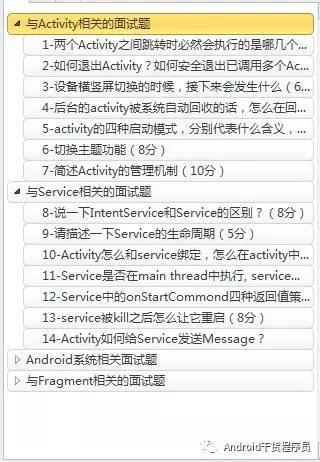 与Activity相关的面试题
1-两个Activity之间跳转时必然会执行的是哪几个...
2-如何退出Activity？如何安全退出已调用多个Ac...
3-设备横竖屏切换的时候，接下来会发生什么（6...
4-后台的activity被系统自动回收的话，怎么在回...
5-activity的四种启动模式，分别代表什么含义，...
6-切换主题功能（8分）
7-简述Activity的管理机制（10分）
与Service相关的面试题
8-说一下IntentService和Service的区别？（8分）
9-请描述一下Service的生命周期（5分）
10-Activity怎么和service绑定，怎么在activity中...
11-Service是否在main thread中执行, service...
12-Service中的onStartCommond四种返回值策...
13-service被kill之后怎么让它重启（8分）
14-Activity如何给Service发送Message？
Android系统相关的面试题
与Fragment相关的面试题
Android干货程序员